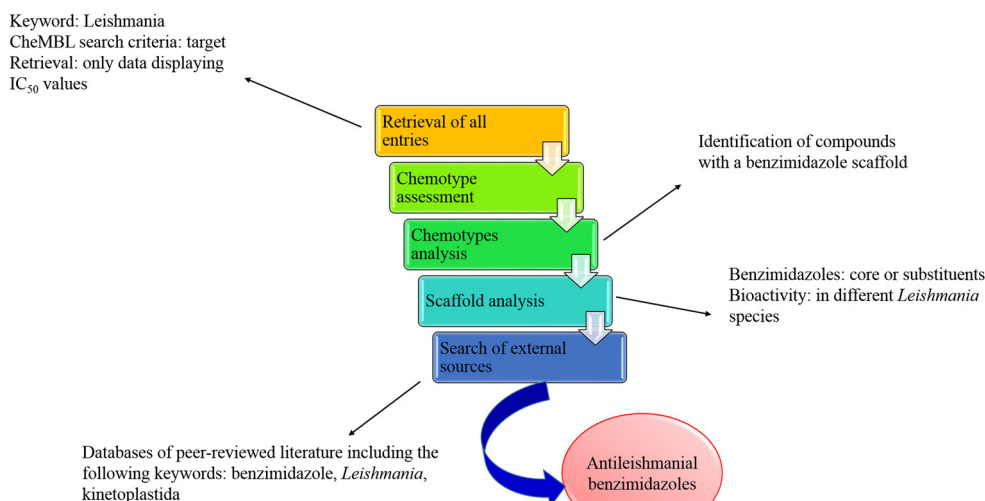 Keyword: Leishmania
CheMBL search criteria: target
Retrieval: only data displaying
IC₅₀ values
Retrieval of all
entries
Chemotype
assessment
Chemotypes
analysis
Identification of compounds
with a benzimidazole scaffold
Scaffold analysis
Benzimidazoles: core or substituents
Bioactivity: in different Leishmania
species
Search of external
sources
Databases of peer-reviewed literature including the
following keywords: benzimidazole, Leishmania,
kinetoplastida
Antileishmanial
benzimidazoles